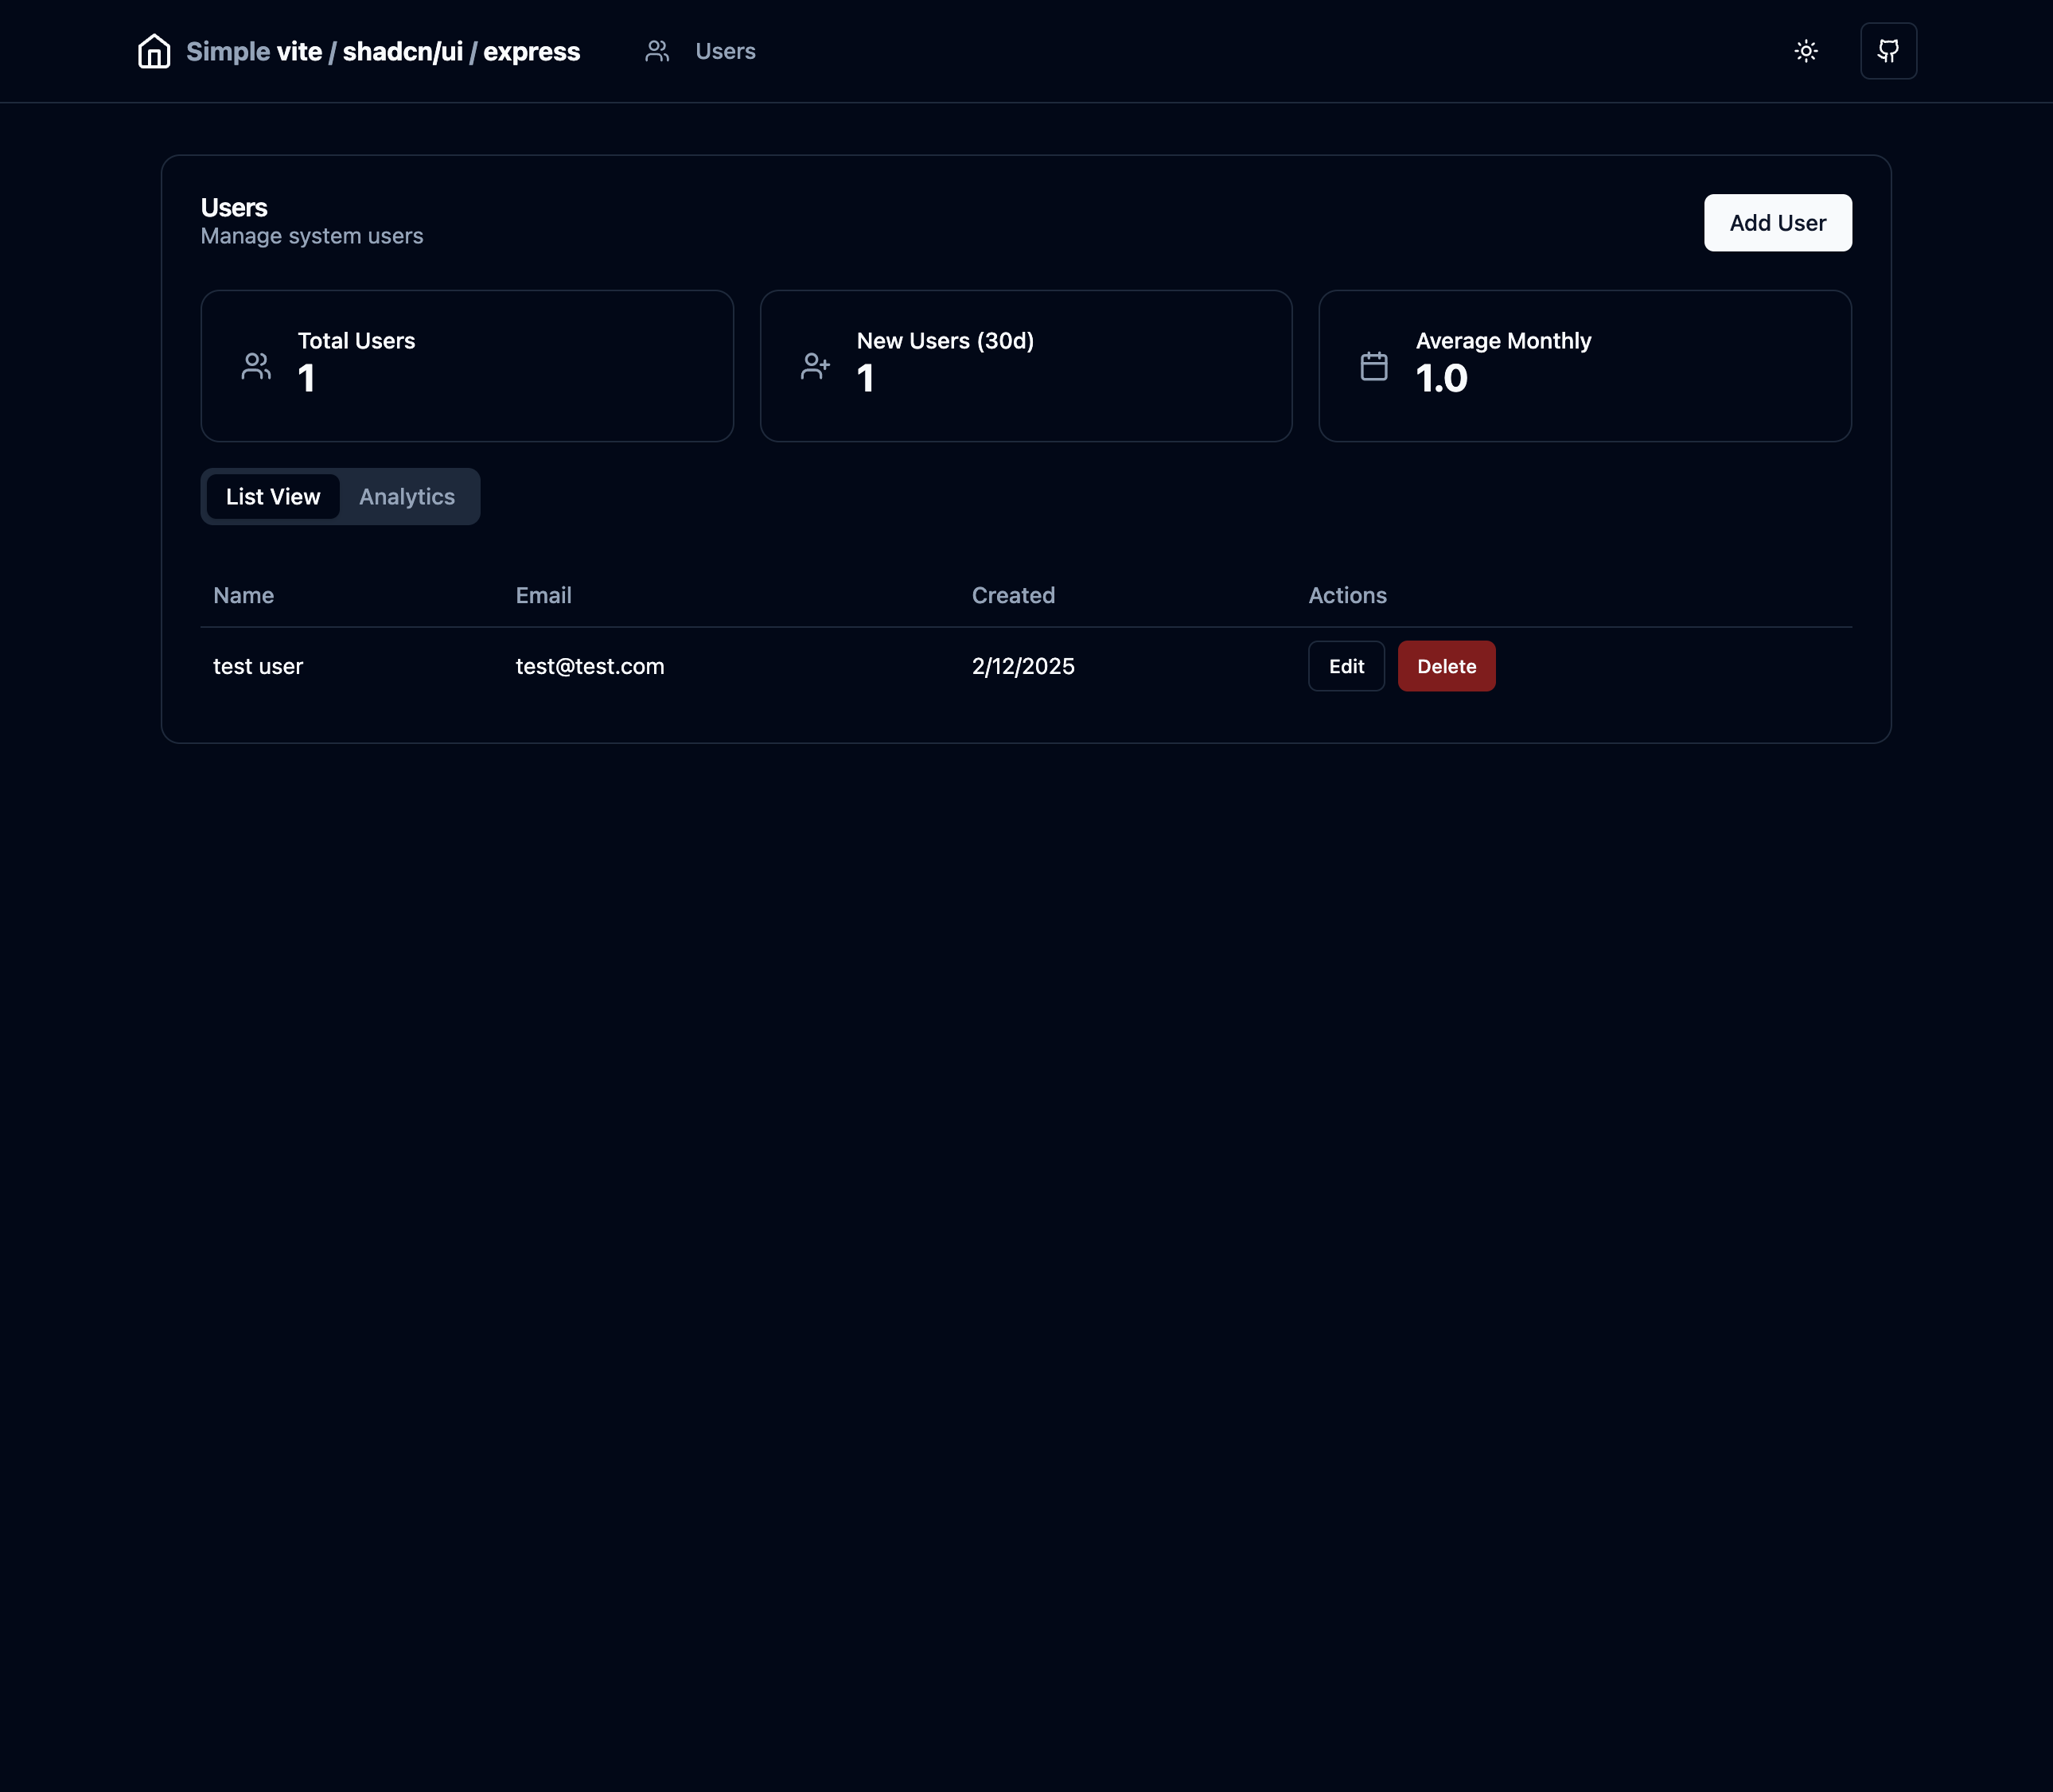 Simple vite / shadcn/ui / express
Users
Users
Manage system users
Add User
Total Users
1
New Users (30d)
1
Average Monthly
1.0
List View
Analytics
Name Email Created Actions
test user test@test.com 2/12/2025 Edit Delete